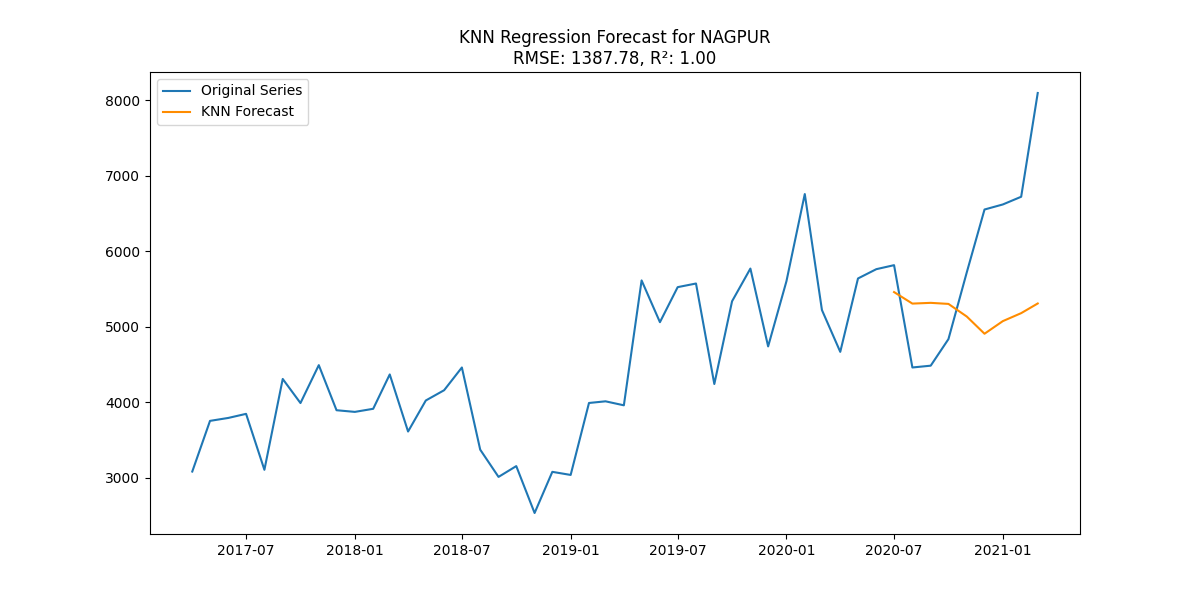 KNN Regression Forecast for NAGPUR
RMSE: 1387.78, R²: 1.00
Original Series
KNN Forecast
8000
7000
6000
5000
4000
3000
2017-07 2018-01 2018-07 2019-01 2019-07 2020-01 2020-07 2021-01